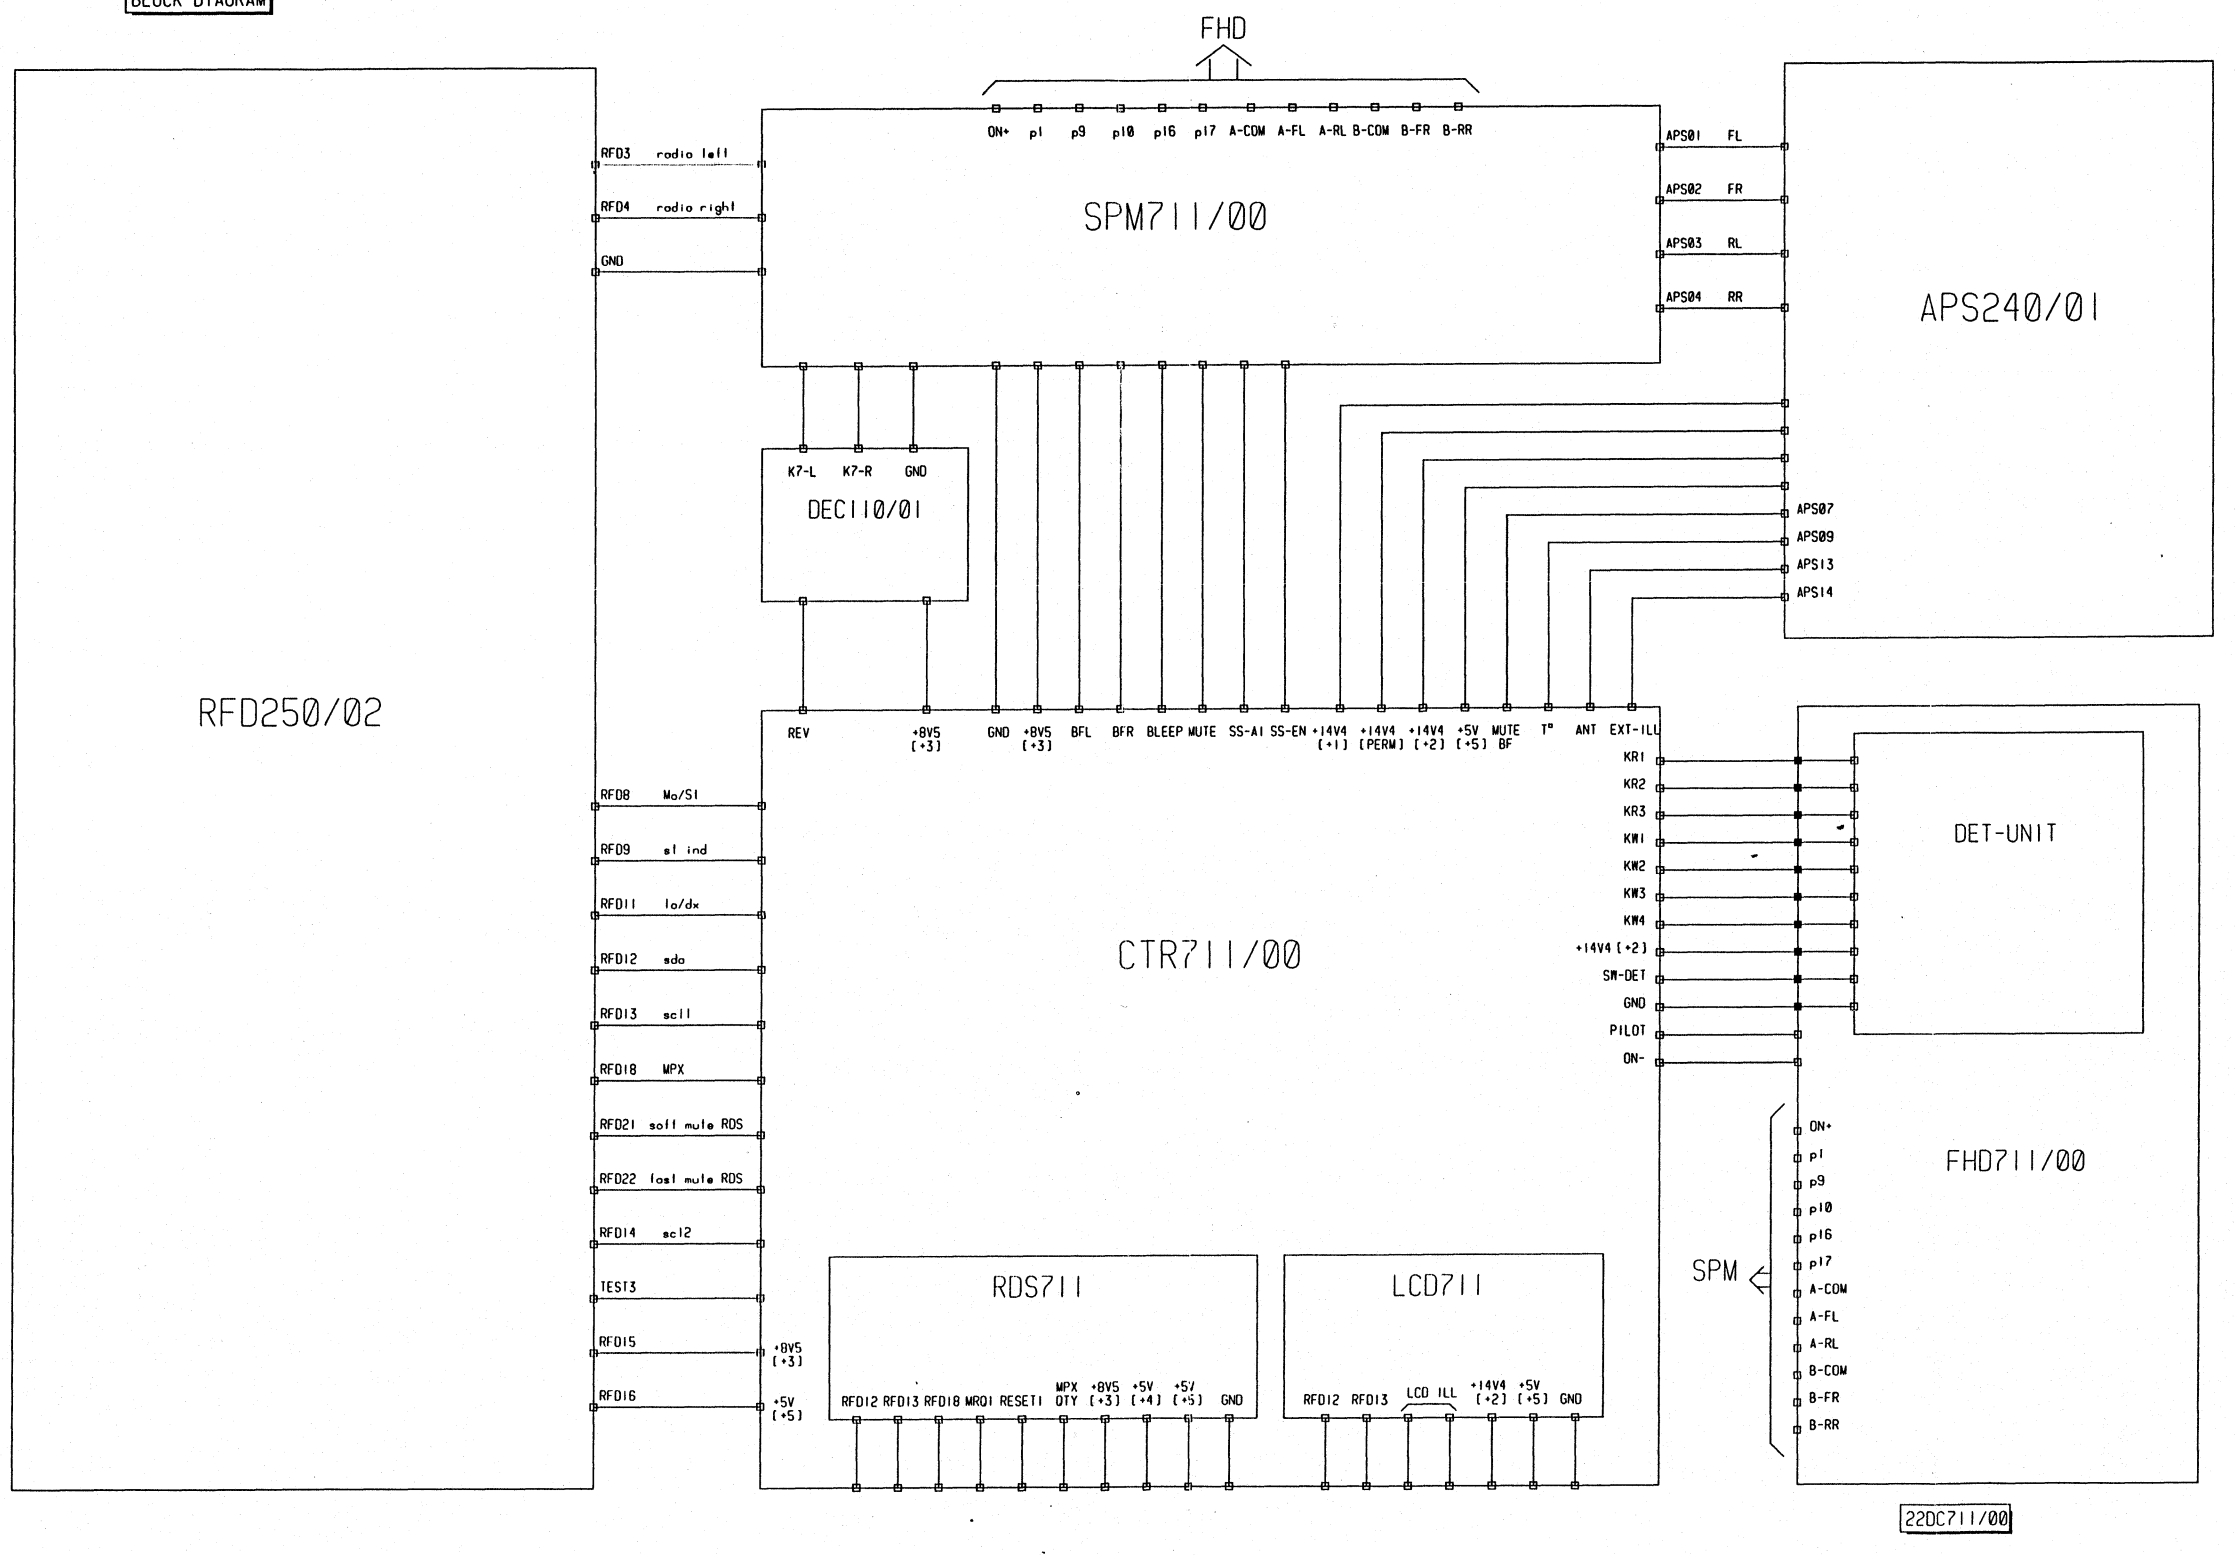 BLOCK DIAGRAM
FHD
ON+ p1 p9 p10 p16 p17 A-COM A-FL A-RL B-COM B-FR B-RR
SPM711/00
RFD3 radio left
RFD4 radio right
GND
APS01 FL
APS02 FR
APS03 RL
APS04 RR
APS240/01
K7-L K7-R GND
DEC110/01
APS07
APS09
APS13
APS14
RFD250/02
REV
+8V5 [+3]
GND
+8V5 [+3]
BFL
BFR
BLEEP
MUTE
SS-AI
SS-EN
+14V4 [+1]
+14V4 [PERM]
+14V4 [+2]
+5V [+5]
MUTE BF
T°
ANT
EXT-ILL
KR1
KR2
KR3
KW1
KW2
KW3
KW4
+14V4 [+2]
SW-DET
GND
PILOT
ON-
DET-UNIT
RFD8 Mo/St
RFD9 st ind
RFD11 lo/dx
RFD12 sda
RFD13 scl1
RFD18 MPX
RFD21 soft mute RDS
RFD22 fast mute RDS
RFD14 scl2
TEST3
RFD15
+8V5 [+3]
RFD16
+5V [+5]
CTR711/00
RDS711
RFD12
RFD13
RFD18
MRQ1
RESET1
MPX QTY
+8V5 [+3]
+5V [+4]
+5V [+5]
GND
LCD711
RFD12
RFD13
LCD ILL
+14V4 [+2]
+5V [+5]
GND
SPM
ON+
p1
p9
p10
p16
p17
A-COM
A-FL
A-RL
B-COM
B-FR
B-RR
FHD711/00
22DC711/00